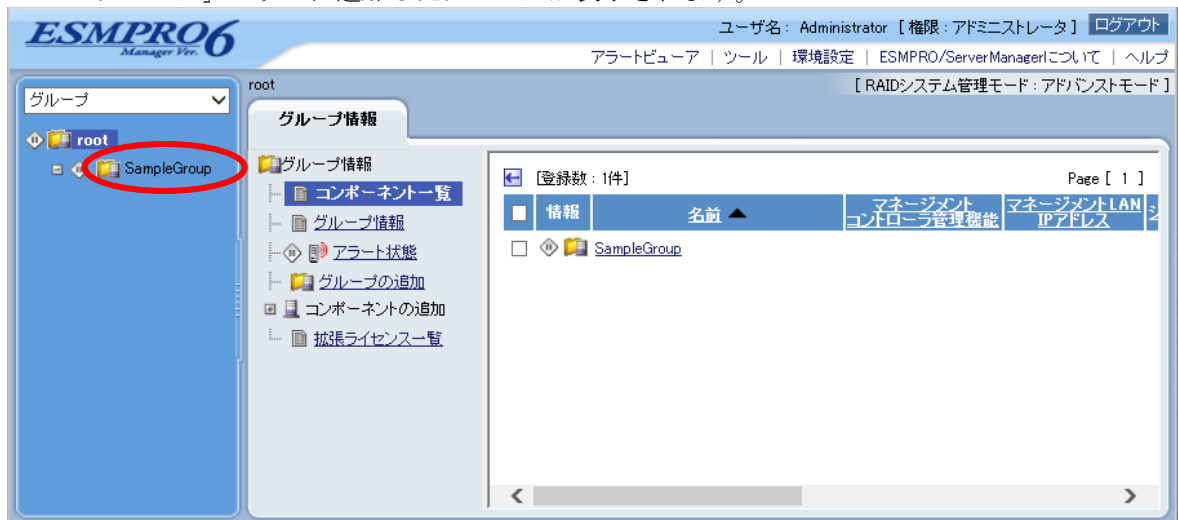 ESMPRO6
Manager Ver.
ユーザ名： Administrator [ 権限：アドミニストレータ ] ログアウト
アラートビューア | ツール | 環境設定 | ESMPRO/ServerManagerについて | ヘルプ
グループ
root
SampleGroup
root
[ RAIDシステム管理モード：アドバンストモード ]
グループ情報
グループ情報
コンポーネント一覧
グループ情報
アラート状態
グループの追加
コンポーネントの追加
拡張ライセンス一覧
[登録数：1件]
Page [ 1 ]
情報
名前 ▲
マネージメント
コントローラ管理機能
マネージメントLAN
IPアドレス
SampleGroup